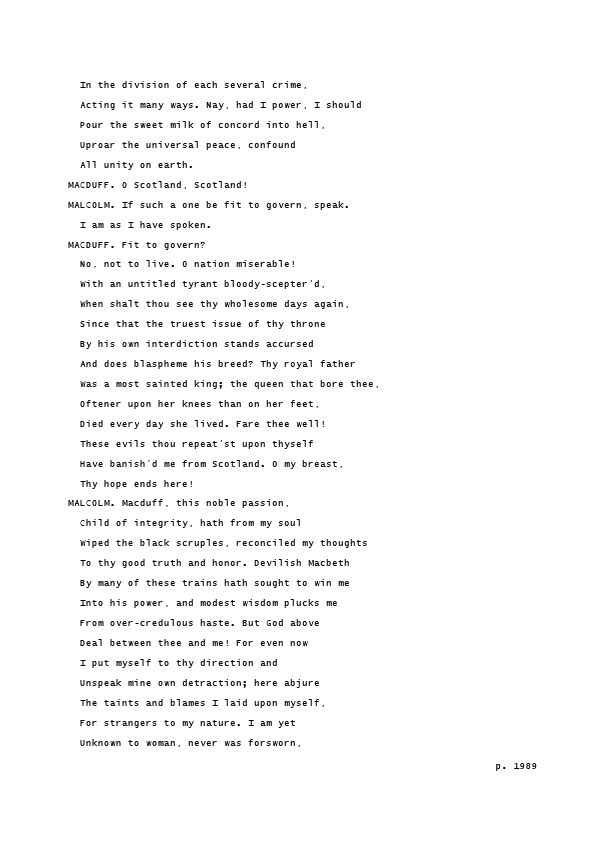 In the division of each several crime,
Acting it many ways. Nay, had I power, I should
Pour the sweet milk of concord into hell,
Uproar the universal peace, confound
All unity on earth.
MACDUFF. O Scotland, Scotland!
MALCOLM. If such a one be fit to govern, speak.
I am as I have spoken.
MACDUFF. Fit to govern?
No, not to live. O nation miserable!
With an untitled tyrant bloody-scepter'd,
When shalt thou see thy wholesome days again,
Since that the truest issue of thy throne
By his own interdiction stands accursed
And does blaspheme his breed? Thy royal father
Was a most sainted king; the queen that bore thee,
Oftener upon her knees than on her feet,
Died every day she lived. Fare thee well!
These evils thou repeat'st upon thyself
Have banish'd me from Scotland. O my breast,
Thy hope ends here!
MALCOLM. Macduff, this noble passion,
Child of integrity, hath from my soul
Wiped the black scruples, reconciled my thoughts
To thy good truth and honor. Devilish Macbeth
By many of these trains hath sought to win me
Into his power, and modest wisdom plucks me
From over-credulous haste. But God above
Deal between thee and me! For even now
I put myself to thy direction and
Unspeak mine own detraction; here abjure
The taints and blames I laid upon myself,
For strangers to my nature. I am yet
Unknown to woman, never was forsworn,
p. 1989